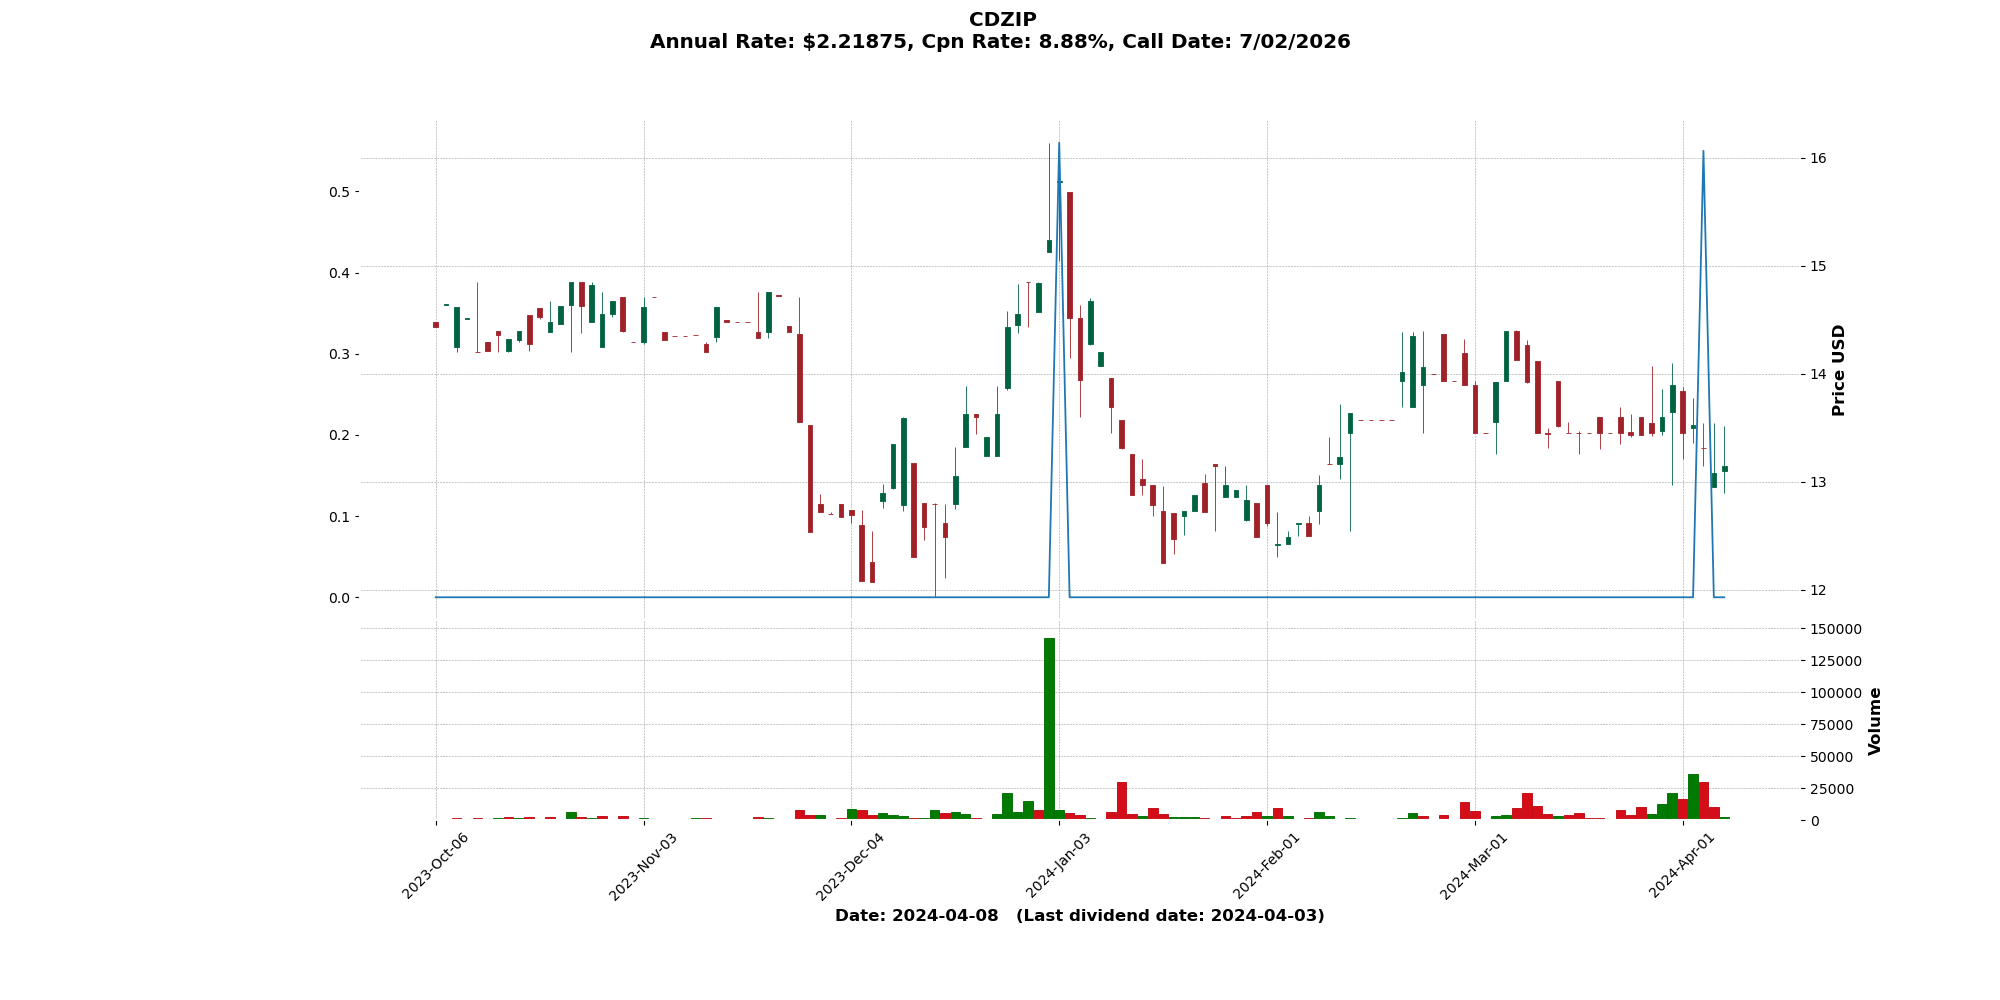 CDZIP
Annual Rate: $2.21875, Cpn Rate: 8.88%, Call Date: 7/02/2026
0.5
0.4
0.3
0.2
0.1
0.0
16
15
14
13
12
Price USD
150000
125000
100000
75000
50000
25000
0
Volume
2023-Oct-06
2023-Nov-03
2023-Dec-04
2024-Jan-03
2024-Feb-01
2024-Mar-01
2024-Apr-01
Date: 2024-04-08 (Last dividend date: 2024-04-03)